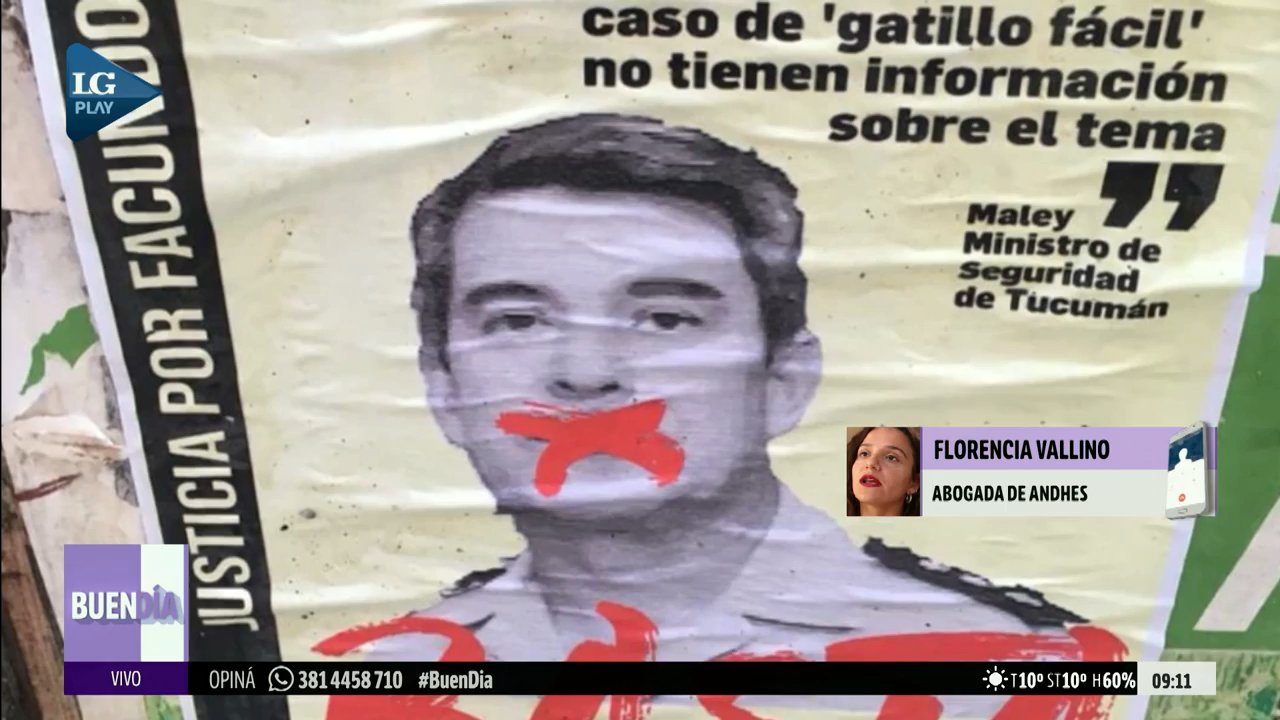 caso de 'gatillo fácil'
no tienen información
sobre el tema
”
Maley
Ministro de
Seguridad
de Tucumán
JUSTICIA POR FACUNDO
LG
PLAY
FLORENCIA VALLINO
ABOGADA DE ANDHES
BUENDÍA
VIVO
OPINÁ 381 4458 710 #BuenDia
T10º ST10º H60%
09:11